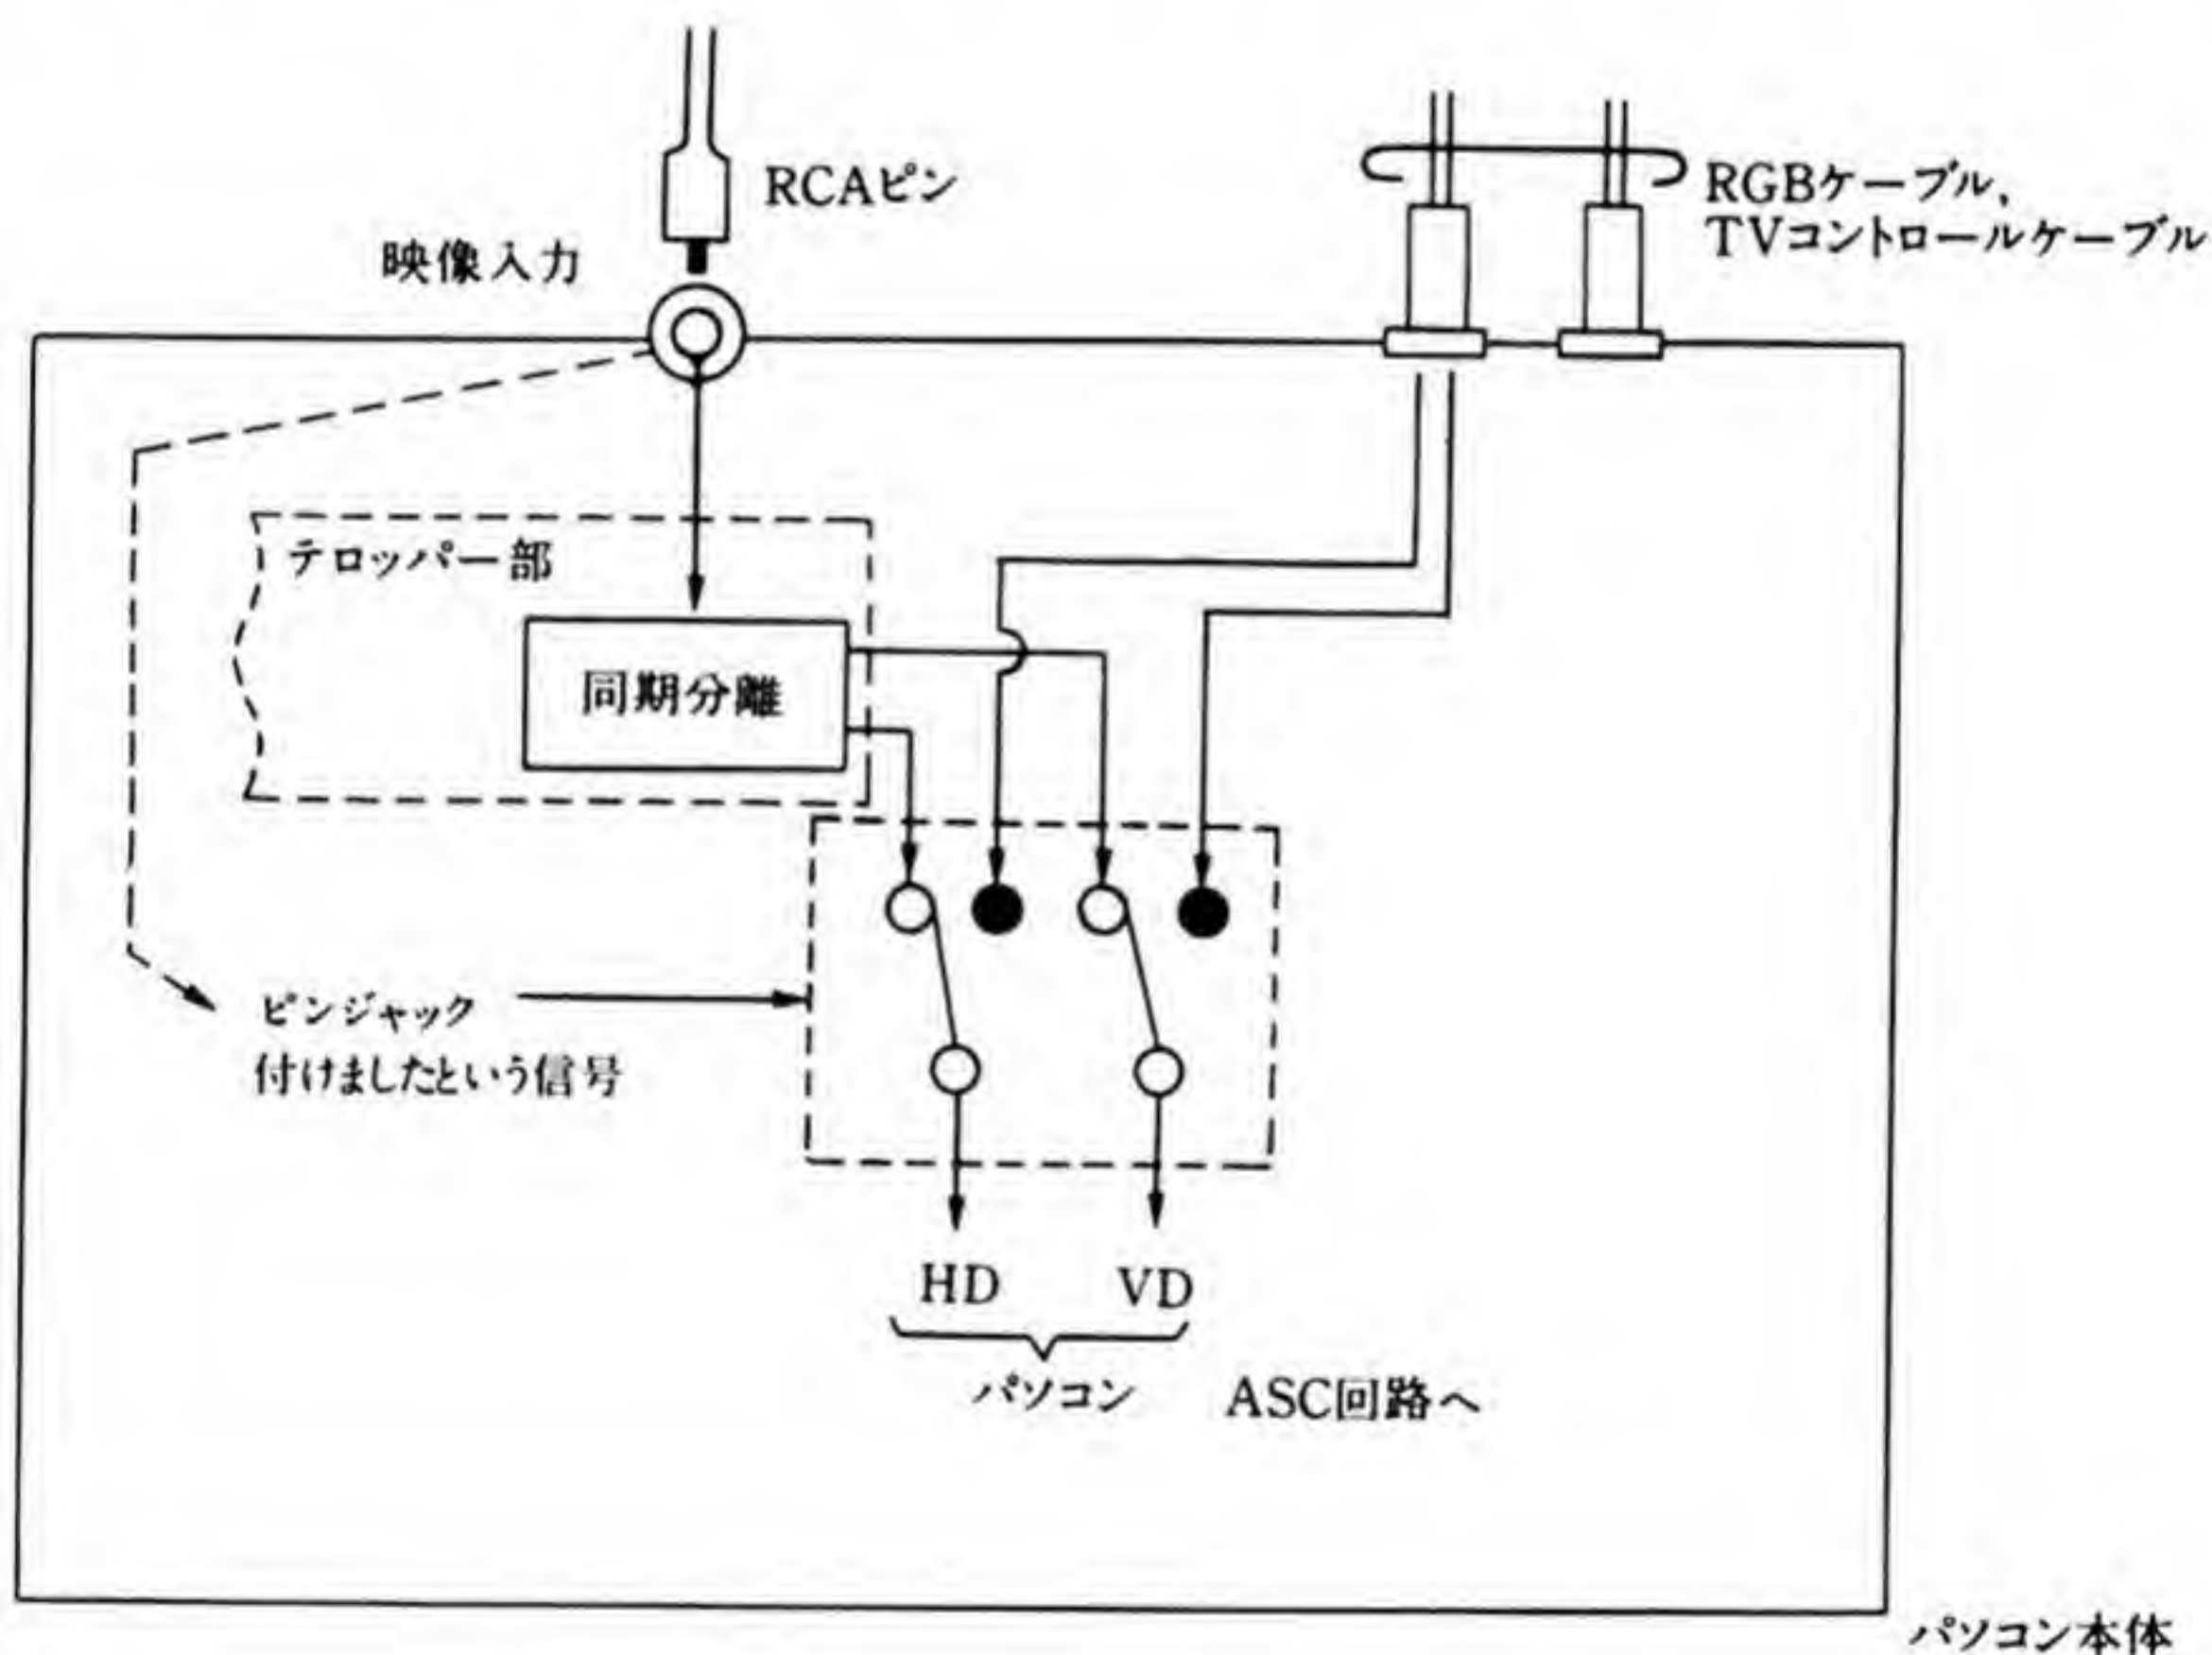 RCAピン
映像入力
RGBケーブル,
TVコントロールケーブル
テロッパー部
同期分離
ピンジャック
付けましたという信号
HD
VD
パソコン
ASC回路へ
パソコン本体